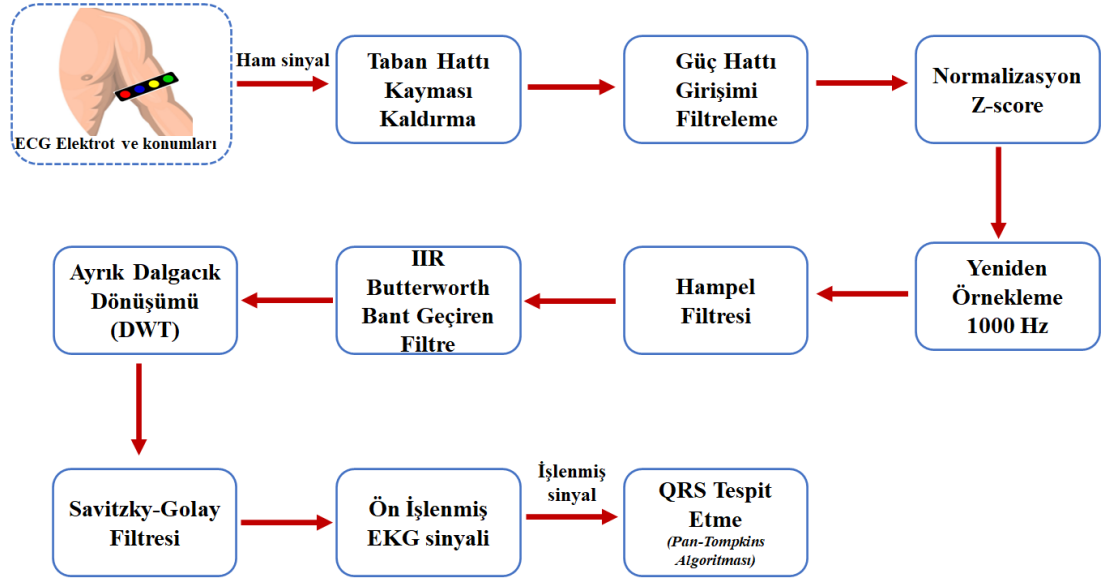 ECG Elektrot ve konumları
Ham sinyal
Taban Hattı
Kayması
Kaldırma
Güç Hattı
Girişimi
Filtreleme
Normalizasyon
Z-score
Yeniden
Örnekleme
1000 Hz
Hampel
Filtresi
IIR
Butterworth
Bant Geçiren
Filtre
Ayrık Dalgacık
Dönüşümü
(DWT)
Savitzky-Golay
Filtresi
Ön İşlenmiş
EKG sinyali
İşlenmiş
sinyal
QRS Tespit
Etme
(Pan-Tompkins
Algoritması)